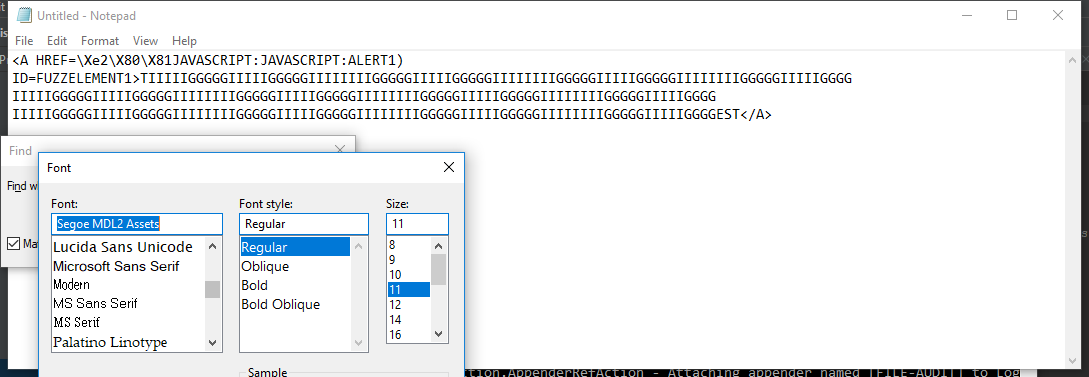 Untitled - Notepad
File Edit Format View Help
<A HREF=\Xe2\X80\X81JAVASCRIPT:JAVASCRIPT:ALERT1)
ID=FUZZELEMENT1>TIIIIIGGGGGIIIIIGGGGGIIIIIIIIGGGGGIIIIIGGGGGIIIIIIIIGGGGGIIIIIGGGGGIIIIIIIIGGGGGIIIIIGGGG
IIIIIGGGGGIIIIIGGGGGIIIIIIIIGGGGGIIIIIGGGGGIIIIIIIIGGGGGIIIIIGGGGGIIIIIIIIGGGGGIIIIIGGGG
IIIIIGGGGGIIIIIGGGGGIIIIIIIIGGGGGIIIIIGGGGGIIIIIIIIGGGGGIIIIIGGGGGIIIIIIIIGGGGGIIIIIGGGGEST</A>
Find
Find w
Ma
Font
Font: Font style: Size:
Segoe MDL2 Assets Regular 11
Lucida Sans Unicode Regular 8
Microsoft Sans Serif Oblique 9
Modern Bold 10
MS Sans Serif Bold Oblique 11
MS Serif 12
Palatino Linotype 14
16
Sample
ction.AppenderRefAction - Attaching appender named [FILE-AUDIT] to Log